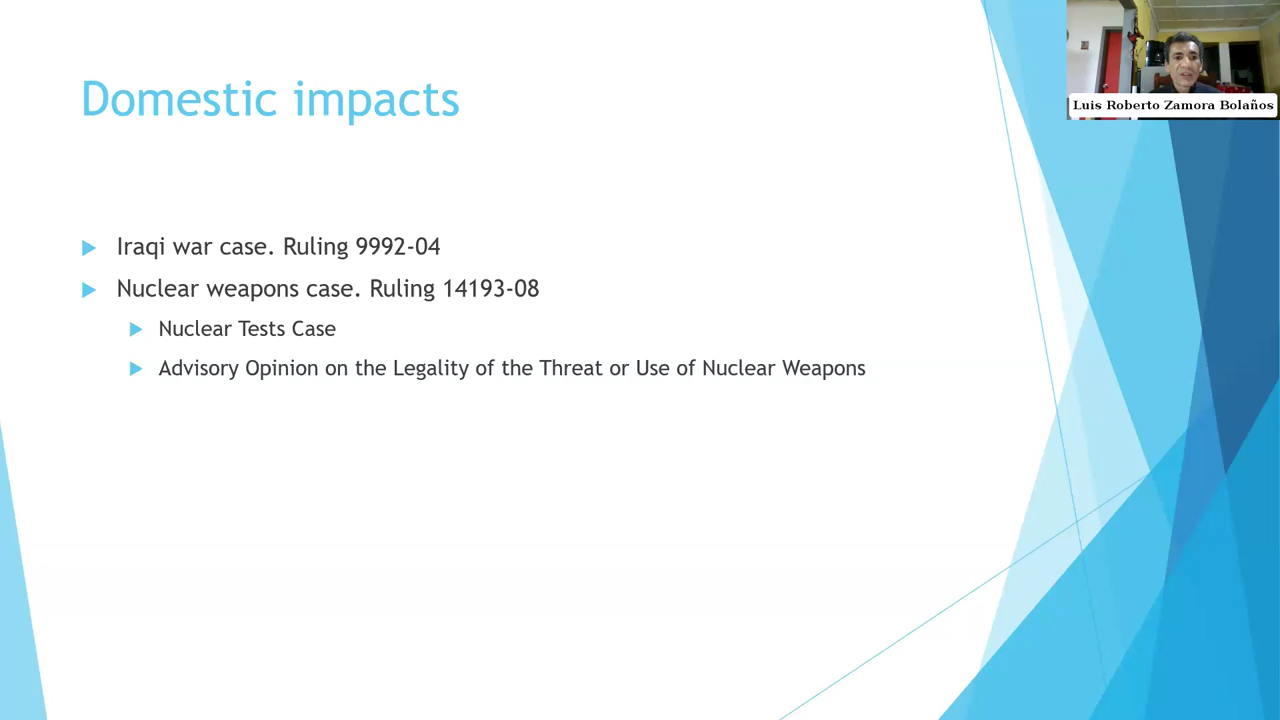 Domestic impacts
Luis Roberto Zamora Bolaños
Iraqi war case. Ruling 9992-04
Nuclear weapons case. Ruling 14193-08
Nuclear Tests Case
Advisory Opinion on the Legality of the Threat or Use of Nuclear Weapons